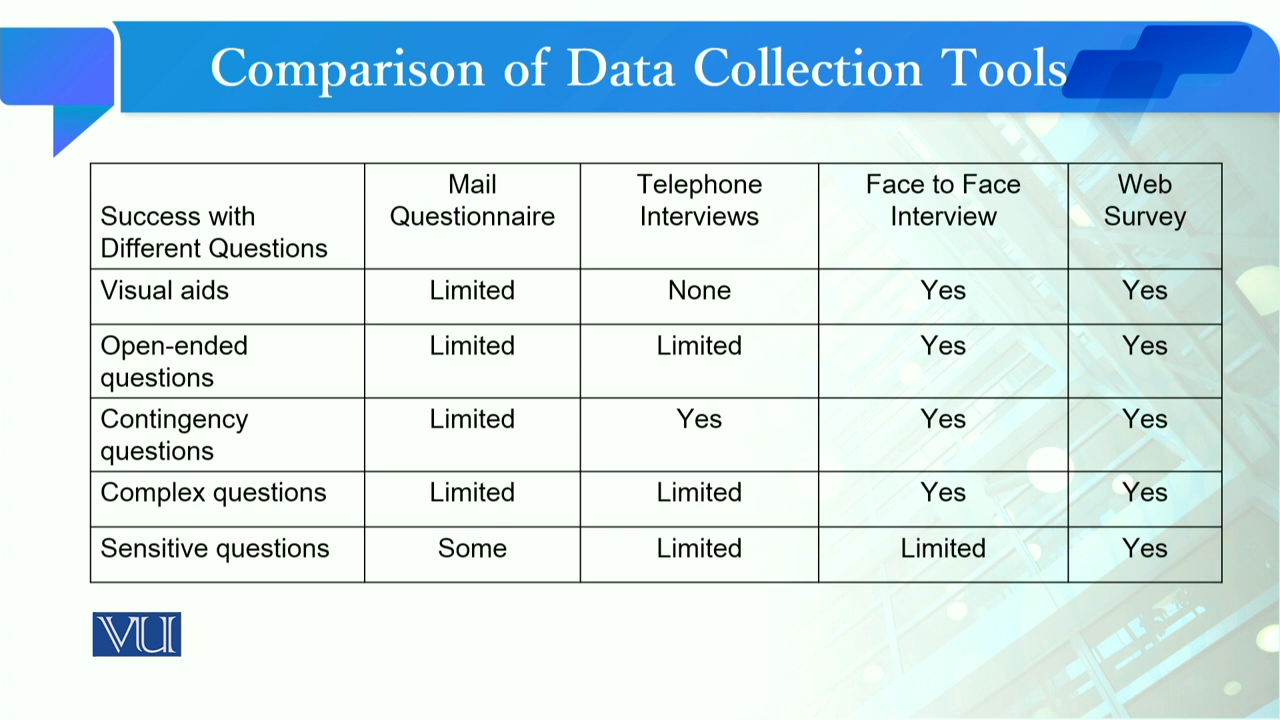 Comparison of Data Collection Tools
Success with Different Questions | Mail Questionnaire | Telephone Interviews | Face to Face Interview | Web Survey
Visual aids | Limited | None | Yes | Yes
Open-ended questions | Limited | Limited | Yes | Yes
Contingency questions | Limited | Yes | Yes | Yes
Complex questions | Limited | Limited | Yes | Yes
Sensitive questions | Some | Limited | Limited | Yes
VU